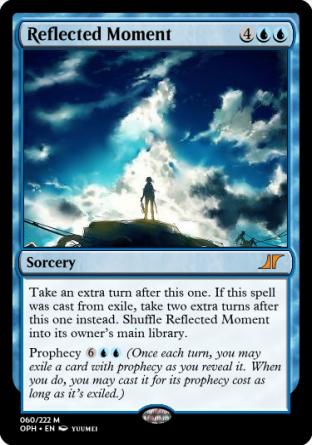 Reflected Moment 4
Sorcery
Take an extra turn after this one. If this spell
was cast from exile, take two extra turns after
this one instead. Shuffle Reflected Moment
into its owner's main library.
Prophecy 6 (Once each turn, you may
exile a card with prophecy as you reveal it. When
you do, you may cast it for its prophecy cost as
long as it's exiled.)
060/222 M
OPH • EN YUUMEI